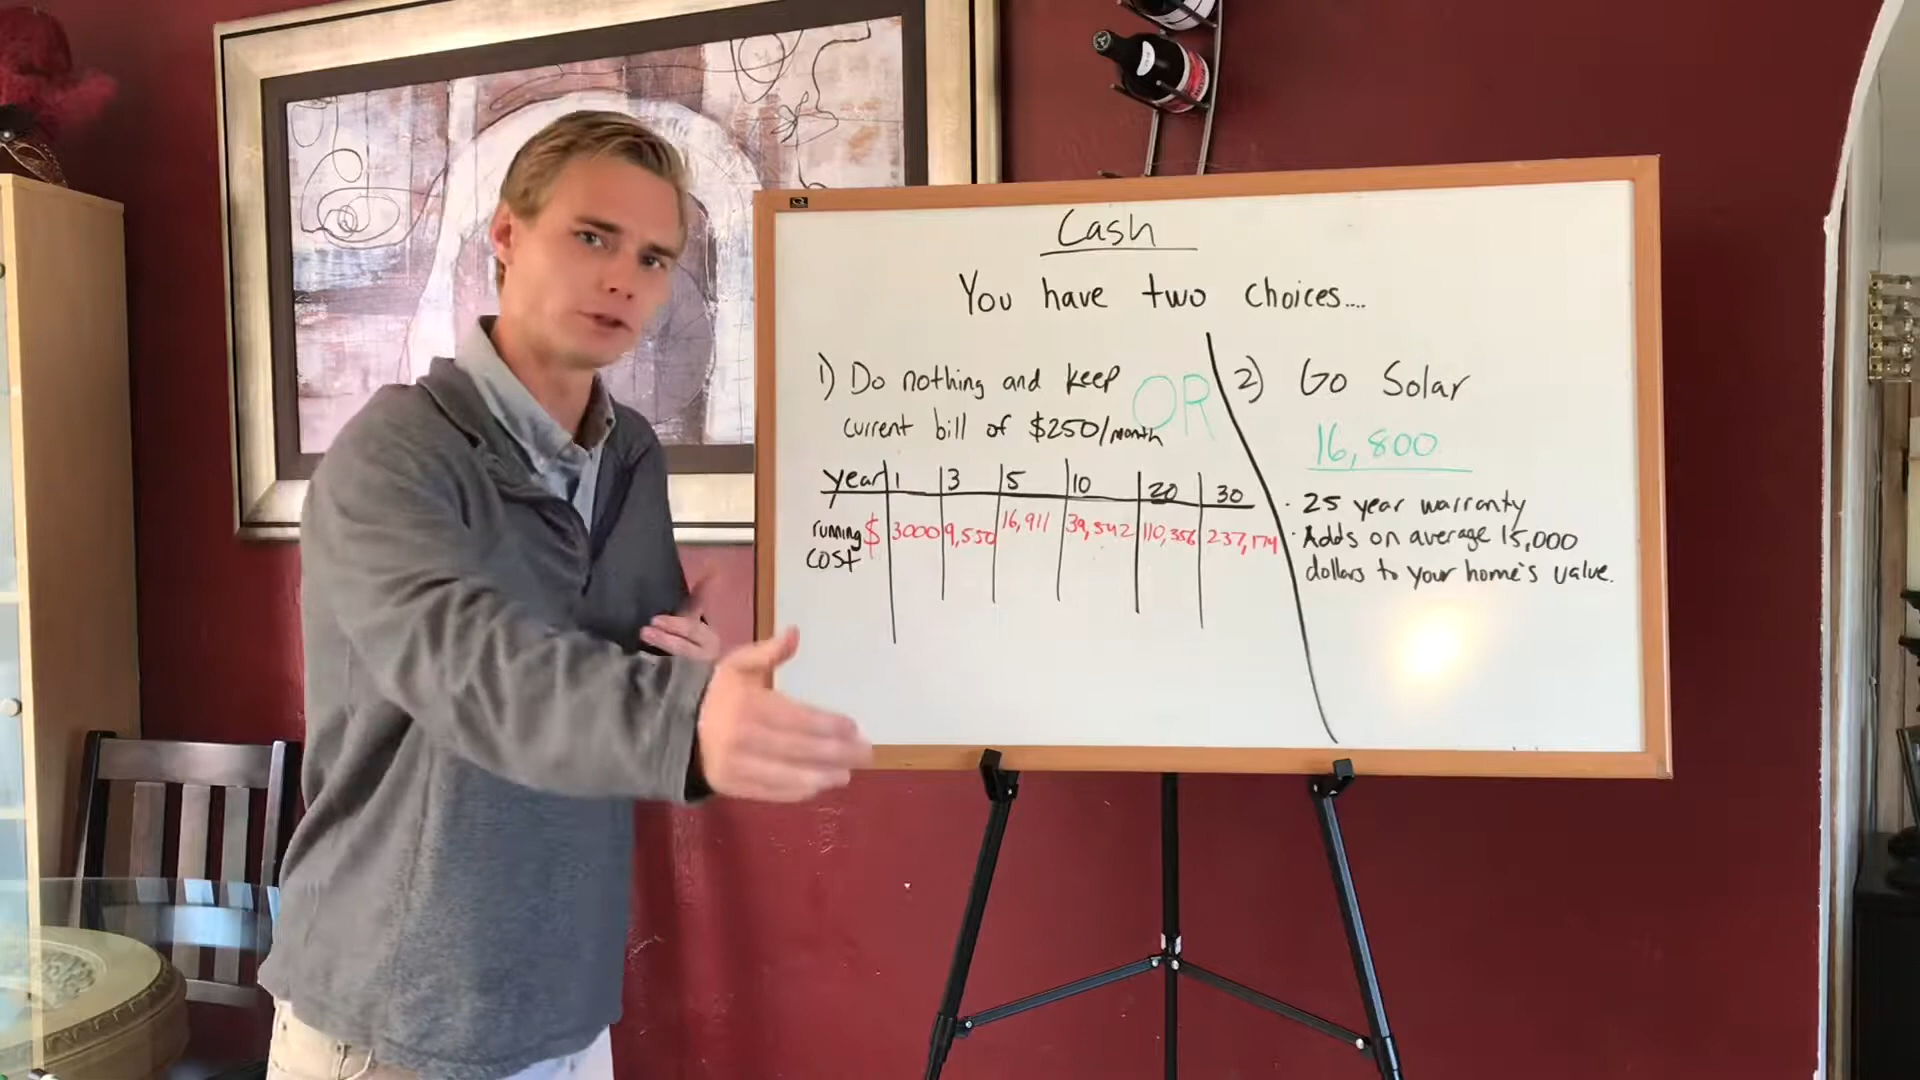 Cash
You have two choices....
1) Do nothing and keep
current bill of $250/month
OR
year 1 3 5 10 20 30
running cost $ 3000 9,550 16,911 39,542 110,356 237,174
2) Go Solar
16,800
· 25 year warranty
· Adds on average 15,000
dollars to your home's value.